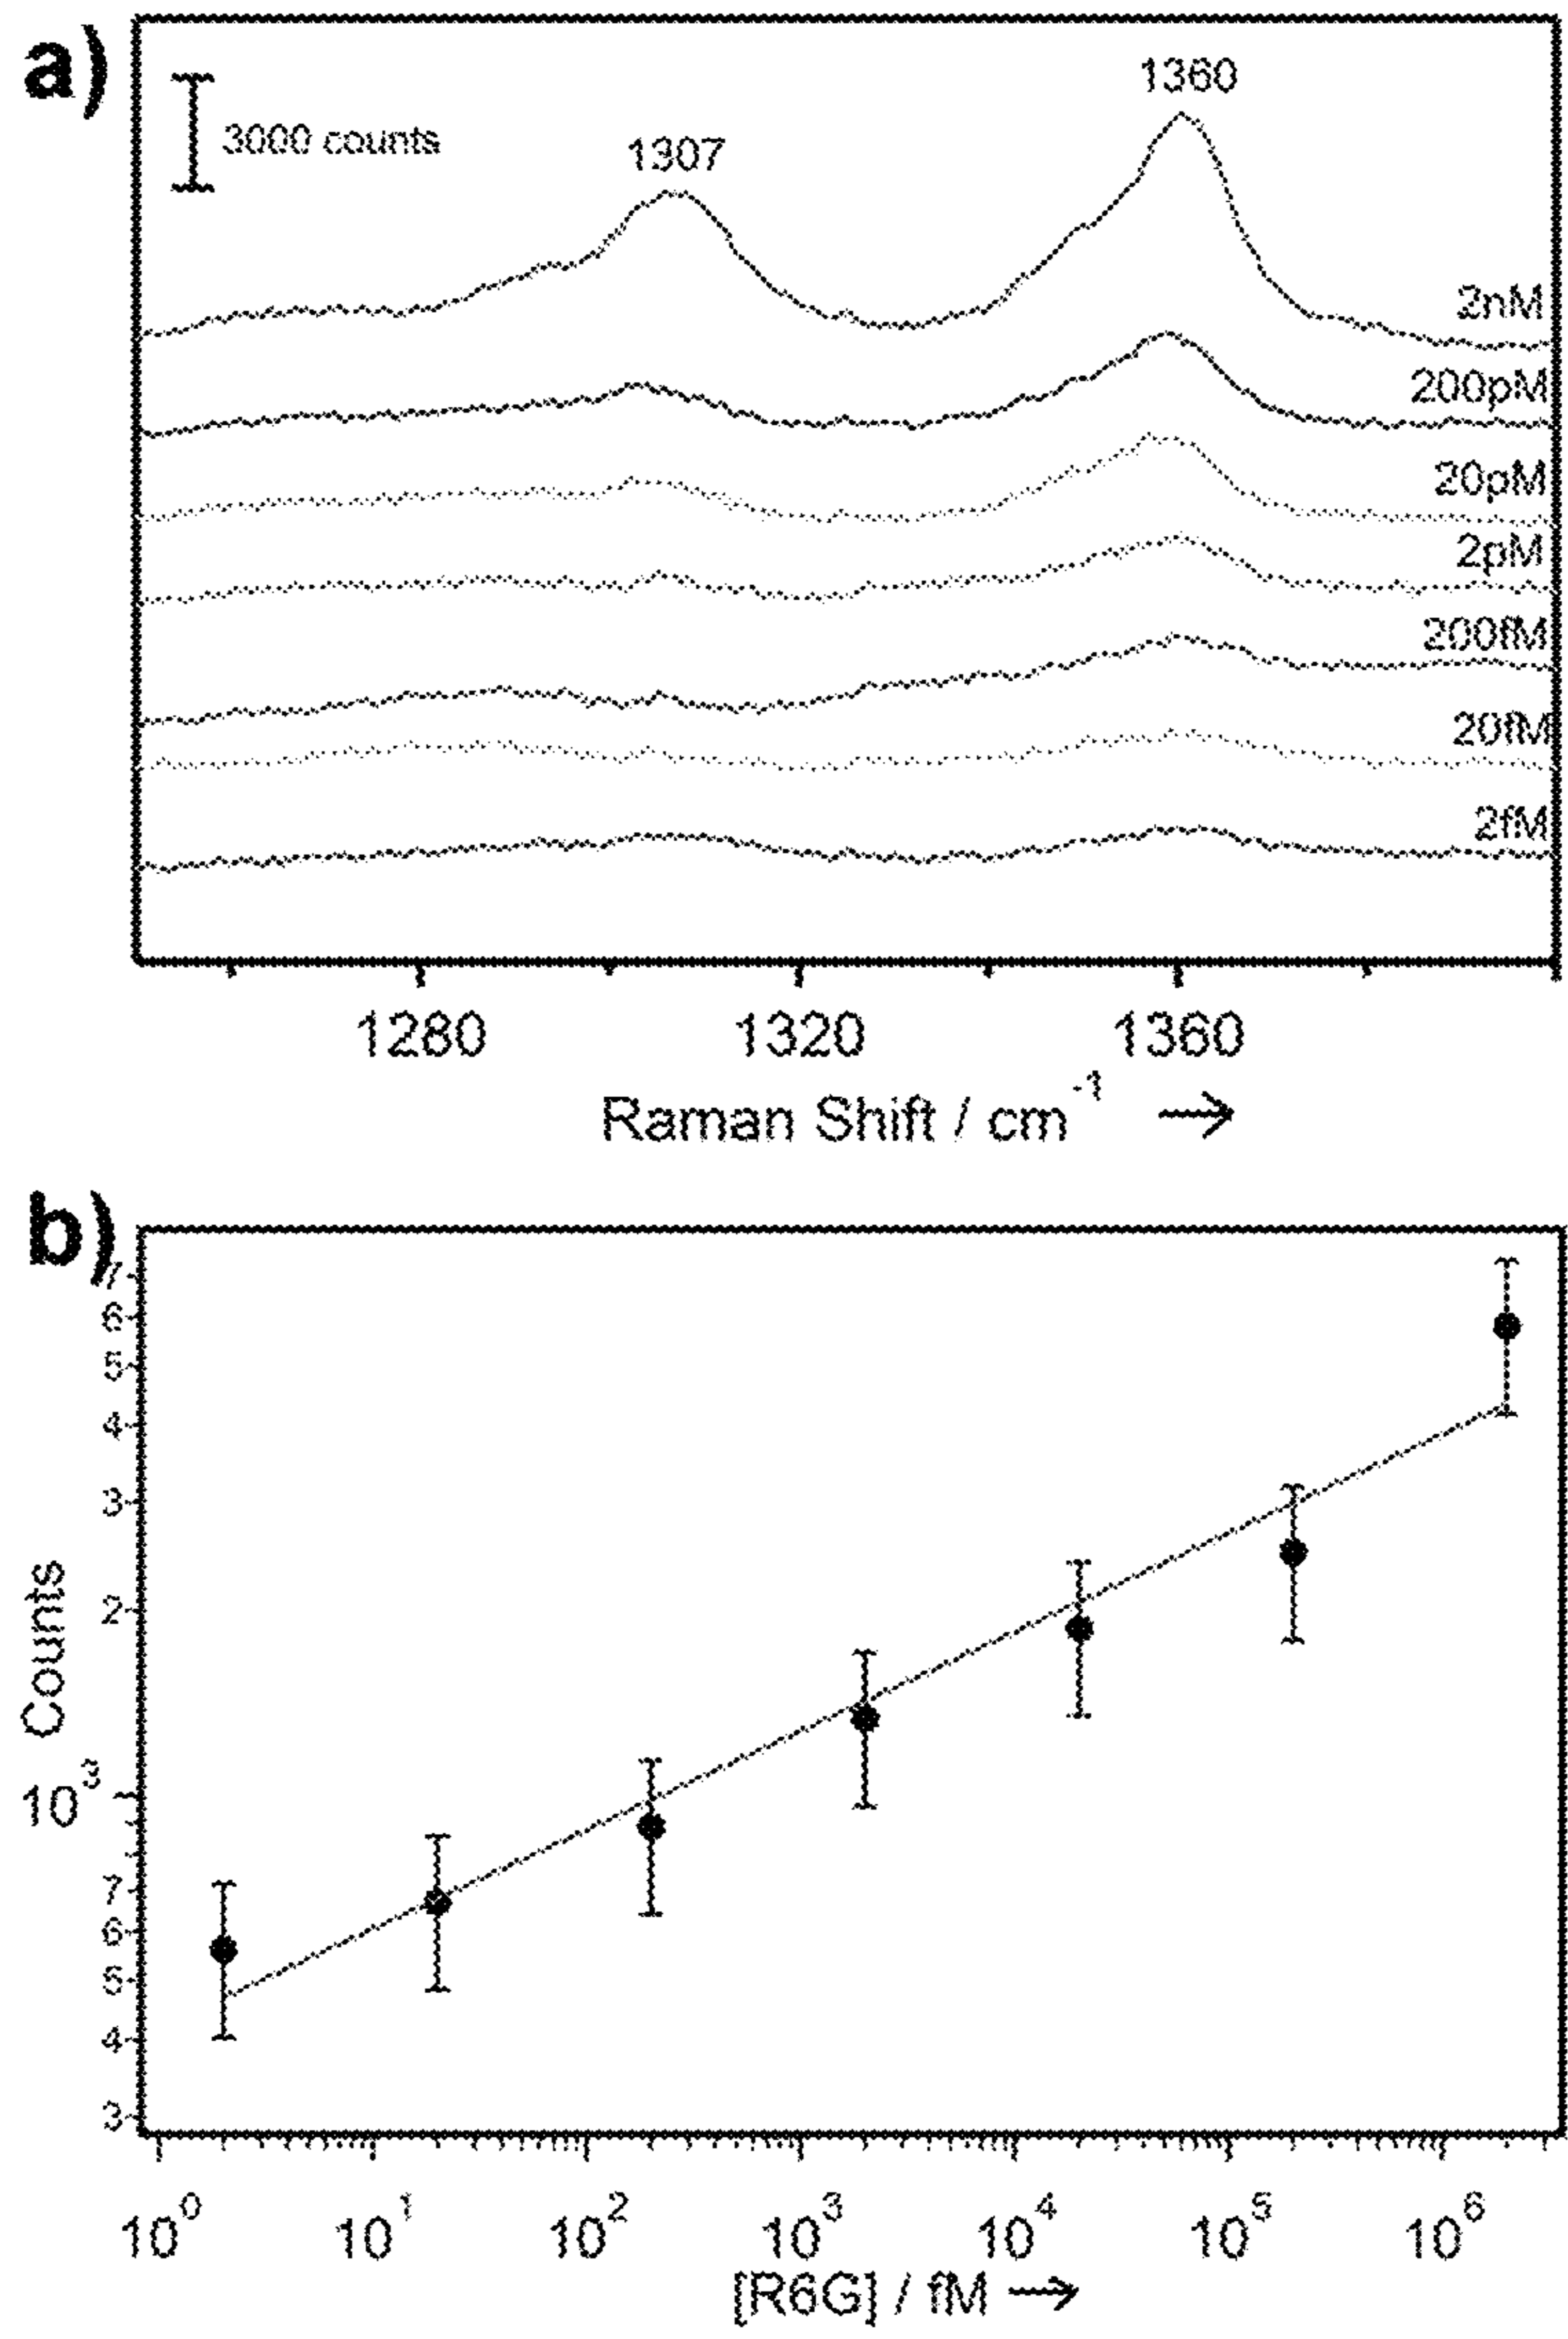 a)
3000 counts
1307
1360
2nM
200pM
20pM
2pM
200fM
20fM
2fM
1280 1320 1360
Raman Shift / cm⁻¹ →
b)
7
6
5
4
3
2
10³
7
6
5
4
3
Counts
10⁰ 10¹ 10² 10³ 10⁴ 10⁵ 10⁶
[R6G] / fM →